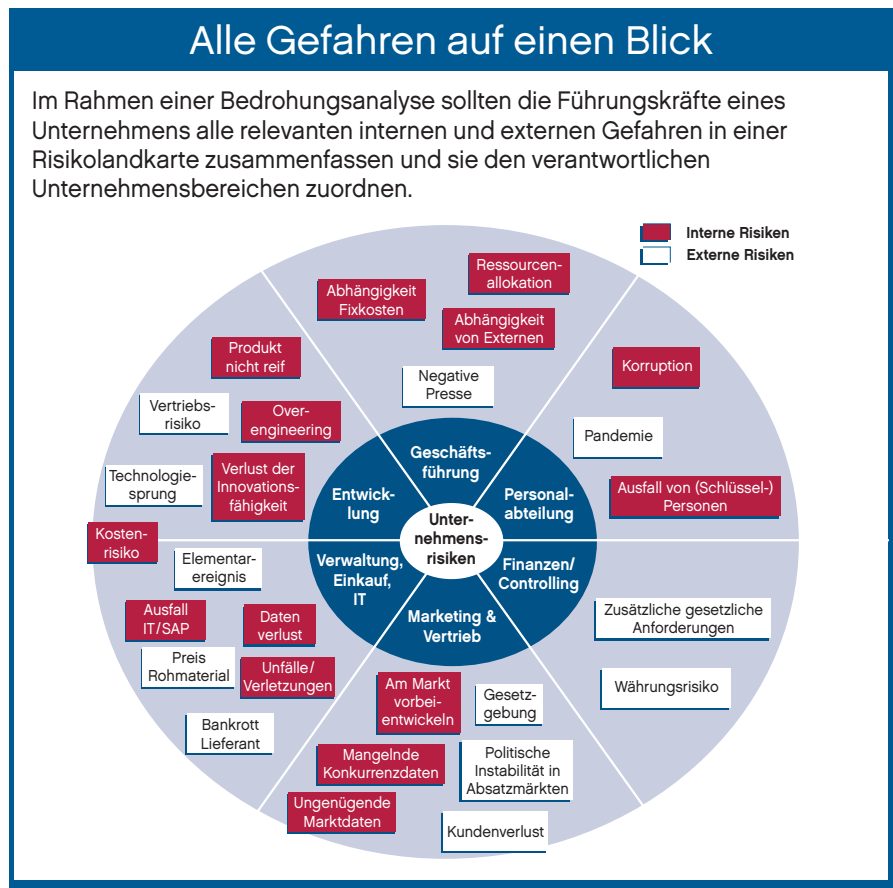 Alle Gefahren auf einen Blick
Im Rahmen einer Bedrohungsanalyse sollten die Führungskräfte eines
Unternehmens alle relevanten internen und externen Gefahren in einer
Risikolandkarte zusammenfassen und sie den verantwortlichen
Unternehmensbereichen zuordnen.
Interne Risiken
Externe Risiken
Ressourcen-
allokation
Abhängigkeit
Fixkosten
Abhängigkeit
von Externen
Negative
Presse
Produkt
nicht reif
Vertriebs-
risiko
Over-
engineering
Technologie-
sprung
Verlust der
Innovations-
fähigkeit
Kosten-
risiko
Korruption
Pandemie
Ausfall von (Schlüssel-)
Personen
Geschäfts-
führung
Entwick-
lung
Personal-
abteilung
Unter-
nehmens-
risiken
Verwaltung,
Einkauf,
IT
Finanzen/
Controlling
Marketing &
Vertrieb
Elementar-
ereignis
Ausfall
IT/SAP
Daten
verlust
Preis
Rohmaterial
Unfälle/
Verletzungen
Bankrott
Lieferant
Am Markt
vorbei-
entwickeln
Gesetz-
gebung
Mangelnde
Konkurrenzdaten
Politische
Instabilität in
Absatzmärkten
Ungenügende
Marktdaten
Kundenverlust
Zusätzliche gesetzliche
Anforderungen
Währungsrisiko